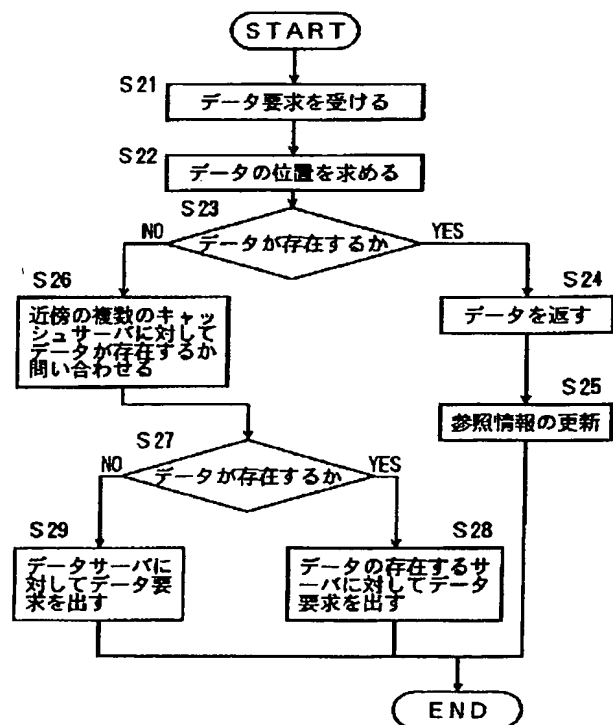 START
S21
データ要求を受ける
S22
データの位置を求める
S23
データが存在するか
NO
YES
S26
近傍の複数のキャッ
シュサーバに対して
データが存在するか
問い合わせる
S24
データを返す
S25
参照情報の更新
S27
データが存在するか
NO
YES
S29
データサーバに
対してデータ要
求を出す
S28
データの存在するサ
ーバに対してデータ
要求を出す
END